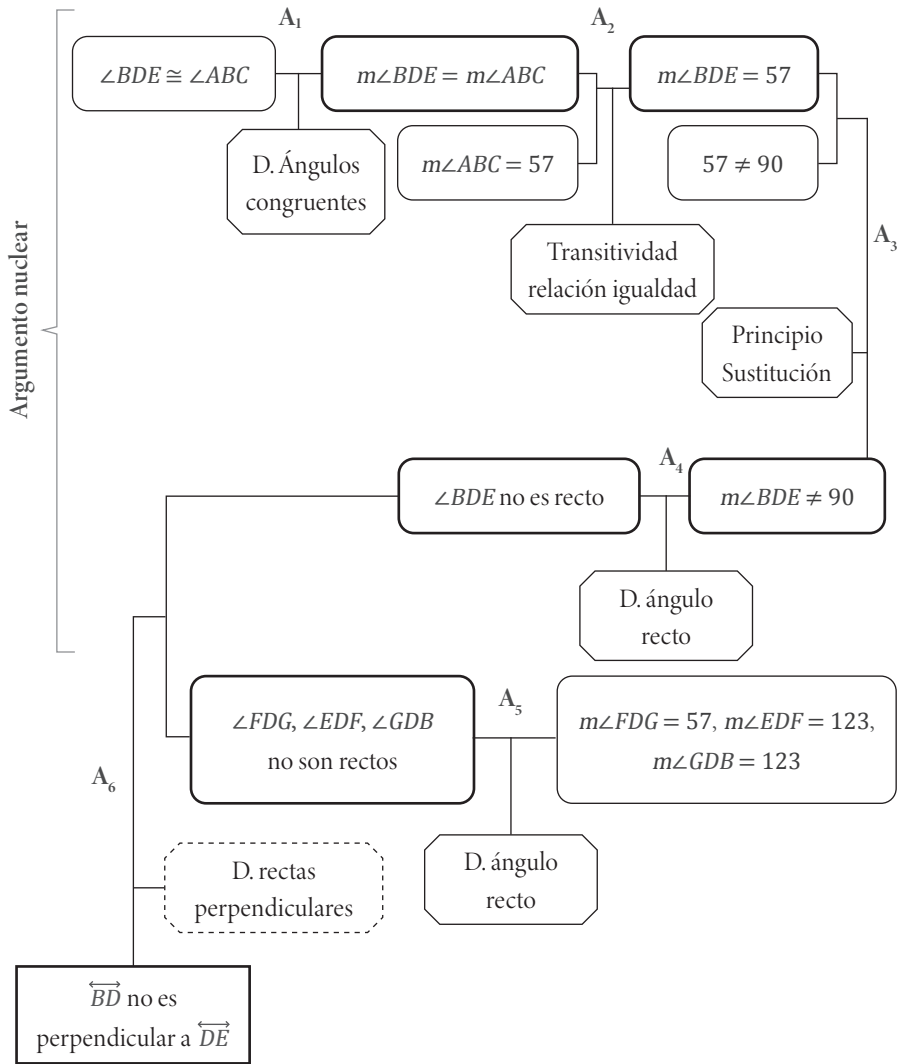 A₁
A₂
∠BDE ≅ ∠ABC
m∠BDE = m∠ABC
m∠BDE = 57
D. Ángulos
congruentes
m∠ABC = 57
57 ≠ 90
A₃
Transitividad
relación igualdad
Argumento nuclear
Principio
Sustitución
A₄
∠BDE no es recto
m∠BDE ≠ 90
D. ángulo
recto
A₅
∠FDG, ∠EDF, ∠GDB
no son rectos
m∠FDG = 57, m∠EDF = 123,
m∠GDB = 123
A₆
D. rectas
perpendiculares
D. ángulo
recto
B͟D no es
perpendicular a DE